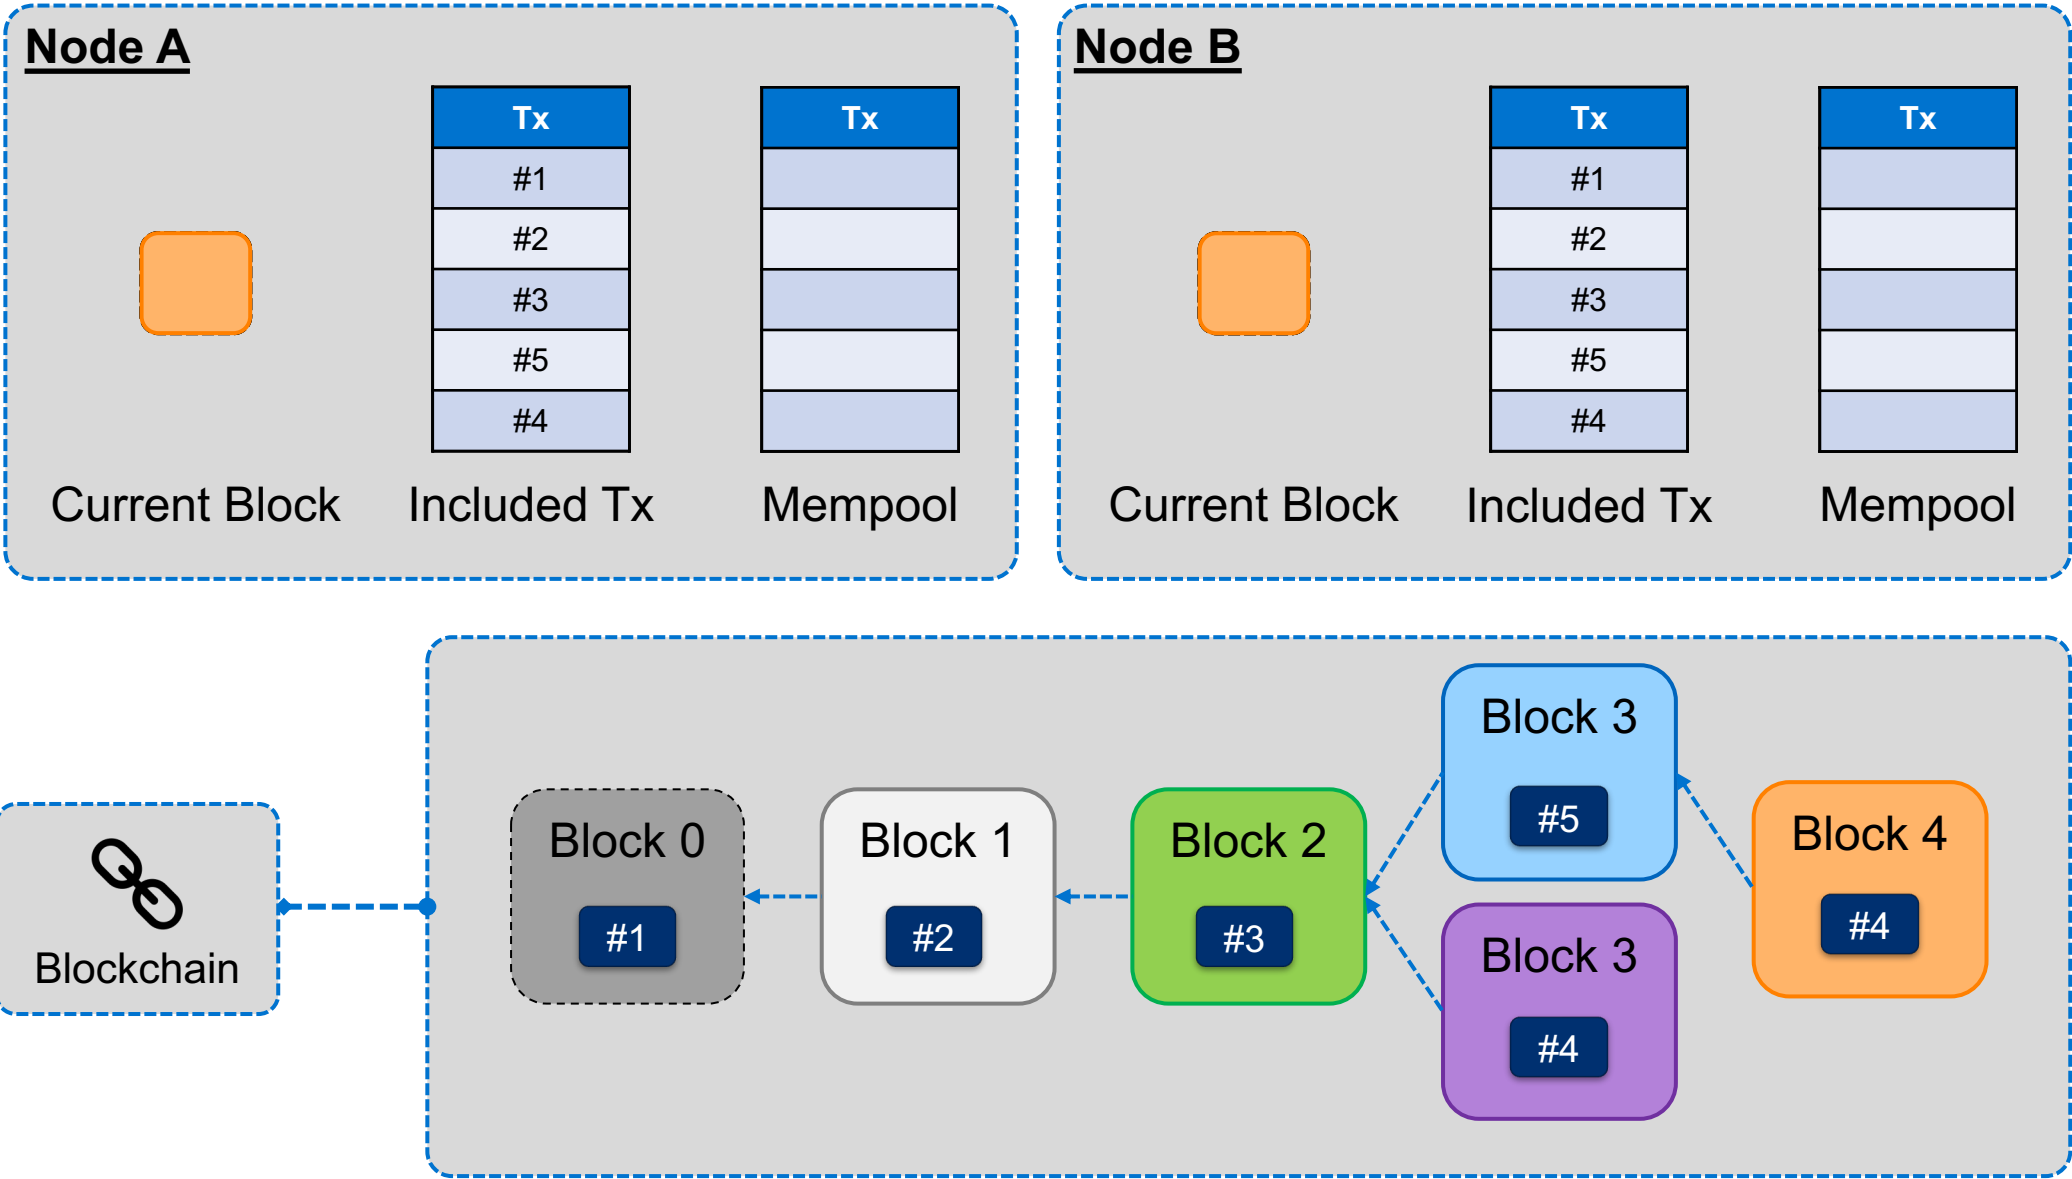 Node A
Tx
#1
#2
#3
#5
#4
Tx
Current Block
Included Tx
Mempool
Node B
Tx
#1
#2
#3
#5
#4
Tx
Current Block
Included Tx
Mempool
Blockchain
Block 0
#1
Block 1
#2
Block 2
#3
Block 3
#5
Block 3
#4
Block 4
#4